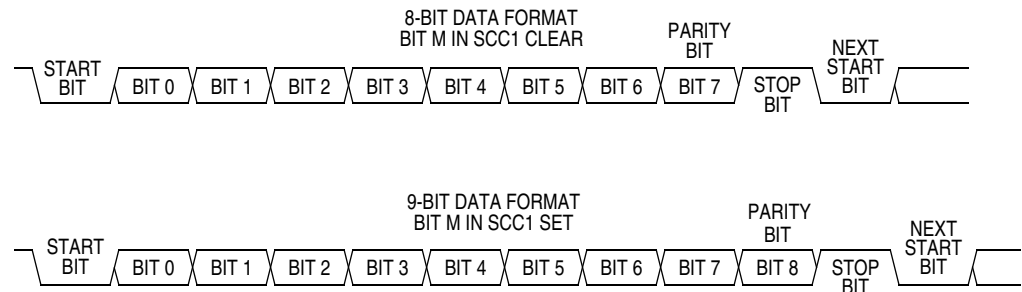 8-BIT DATA FORMAT
BIT M IN SCC1 CLEAR
PARITY
BIT
NEXT
START
BIT
START
BIT
BIT 0
BIT 1
BIT 2
BIT 3
BIT 4
BIT 5
BIT 6
BIT 7
STOP
BIT
9-BIT DATA FORMAT
BIT M IN SCC1 SET
PARITY
BIT
NEXT
START
BIT
START
BIT
BIT 0
BIT 1
BIT 2
BIT 3
BIT 4
BIT 5
BIT 6
BIT 7
BIT 8
STOP
BIT